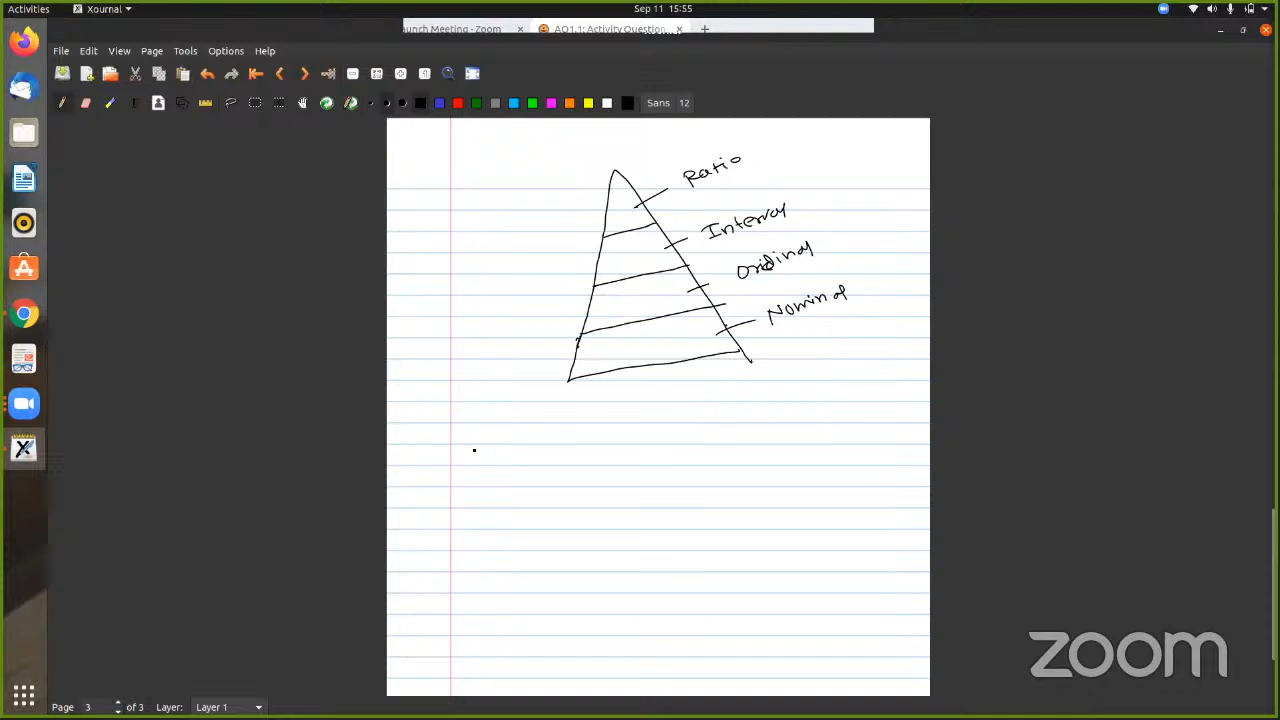 Activities Xournal Sep 11 15:55
aunch Meeting - Zoom × AQ1.1: Activity Question... × +
File Edit View Page Tools Options Help
Sans 12
Ratio
Interval
Ordinal
Nominal
zoom
Page 3 of 3 Layer: Layer 1